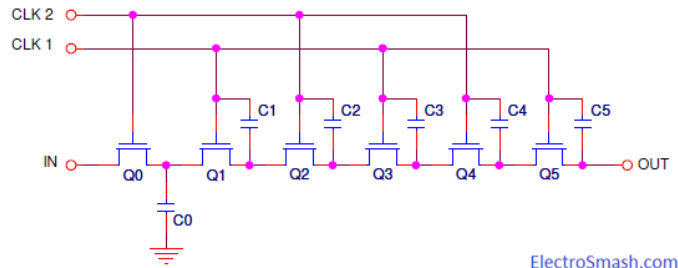 CLK 2
CLK 1
C1 C2 C3 C4 C5
IN OUT
Q0 Q1 Q2 Q3 Q4 Q5
C0
ElectroSmash.com